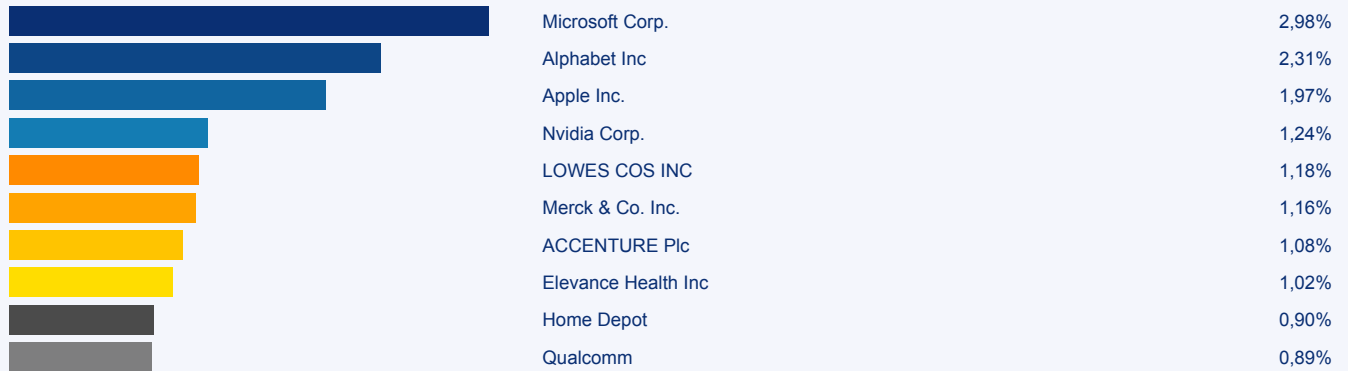 Microsoft Corp. 2,98%
Alphabet Inc 2,31%
Apple Inc. 1,97%
Nvidia Corp. 1,24%
LOWES COS INC 1,18%
Merck & Co. Inc. 1,16%
ACCENTURE Plc 1,08%
Elevance Health Inc 1,02%
Home Depot 0,90%
Qualcomm 0,89%